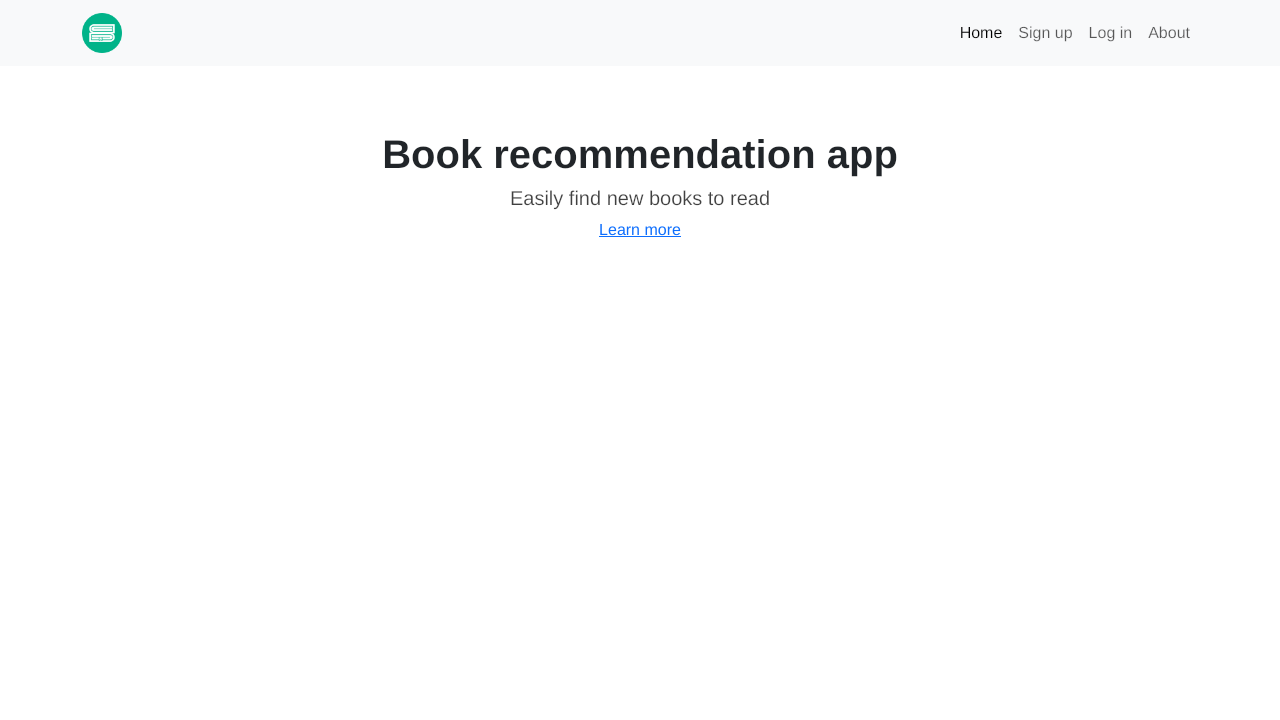 Home Sign up Log in About
Book recommendation app
Easily find new books to read
Learn more